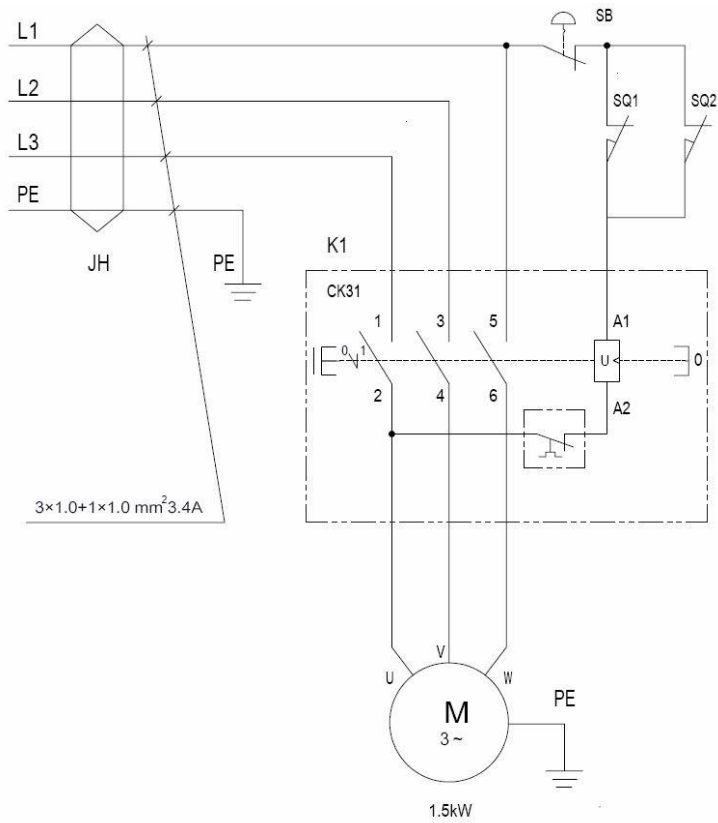 L1
SB
L2
SQ1
SQ2
L3
PE
K1
JH
PE
CK31
1
3
5
A1
0
1
U
0
2
4
6
A2
3×1.0+1×1.0 mm²3.4A
V
U
W
PE
M
3 ~
1.5kW